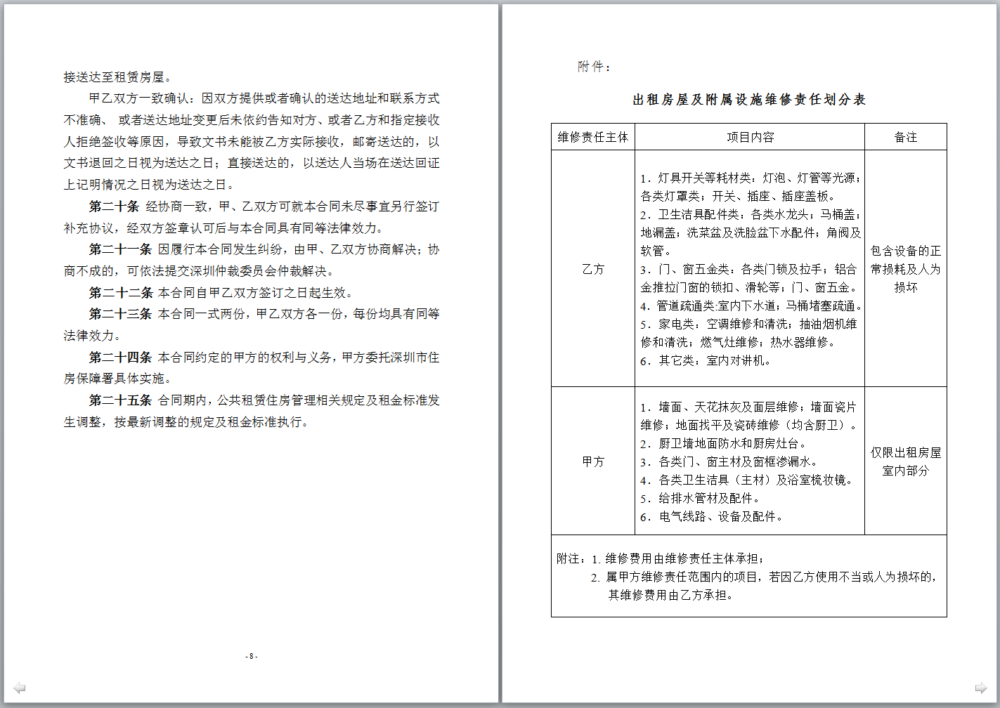 接送达至租赁房屋。
甲乙双方一致确认：因双方提供或者确认的送达地址和联系方式
不准确、 或者送达地址变更后未依约告知对方、或者乙方和指定接收
人拒绝签收等原因，导致文书未能被乙方实际接收，邮寄送达的，以
文书退回之日视为送达之日；直接送达的，以送达人当场在送达回证
上记明情况之日视为送达之日。
第二十条 经协商一致，甲、乙双方可就本合同未尽事宜另行签订
补充协议，经双方签章认可后与本合同具有同等法律效力。
第二十一条 因履行本合同发生纠纷，由甲、乙双方协商解决；协
商不成的，可依法提交深圳仲裁委员会仲裁解决。
第二十二条 本合同自甲乙双方签订之日起生效。
第二十三条 本合同一式两份，甲乙双方各一份，每份均具有同等
法律效力。
第二十四条 本合同约定的甲方的权利与义务，甲方委托深圳市住
房保障署具体实施。
第二十五条 合同期内，公共租赁住房管理相关规定及租金标准发
生调整，按最新调整的规定及租金标准执行。
- 8 -
附件：
出租房屋及附属设施维修责任划分表
维修责任主体 项目内容 备注
乙方
1．灯具开关等耗材类：灯泡、灯管等光源；
各类灯罩类；开关、插座、插座盖板。
2．卫生洁具配件类：各类水龙头；马桶盖；
地漏盖；洗菜盆及洗脸盆下水配件；角阀及
软管。
3．门、窗五金类：各类门锁及拉手；铝合
金推拉门窗的锁扣、滑轮等；门、窗五金。
4．管道疏通类:室内下水道；马桶堵塞疏通。
5．家电类：空调维修和清洗；抽油烟机维
修和清洗；燃气灶维修；热水器维修。
6．其它类：室内对讲机。
包含设备的正
常损耗及人为
损坏
甲方
1．墙面、天花抹灰及面层维修；墙面瓷片
维修；地面找平及瓷砖维修（均含厨卫）。
2．厨卫墙地面防水和厨房灶台。
3．各类门、窗主材及窗框渗漏水。
4．各类卫生洁具（主材）及浴室梳妆镜。
5．给排水管材及配件。
6．电气线路、设备及配件。
仅限出租房屋
室内部分
附注：1. 维修费用由维修责任主体承担；
2. 属甲方维修责任范围内的项目，若因乙方使用不当或人为损坏的，
其维修费用由乙方承担。